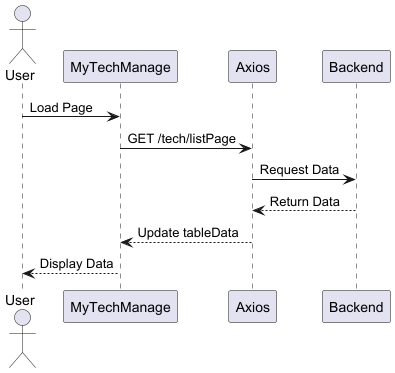 User
MyTechManage
Axios
Backend
Load Page
GET /tech/listPage
Request Data
Return Data
Update tableData
Display Data
User
MyTechManage
Axios
Backend